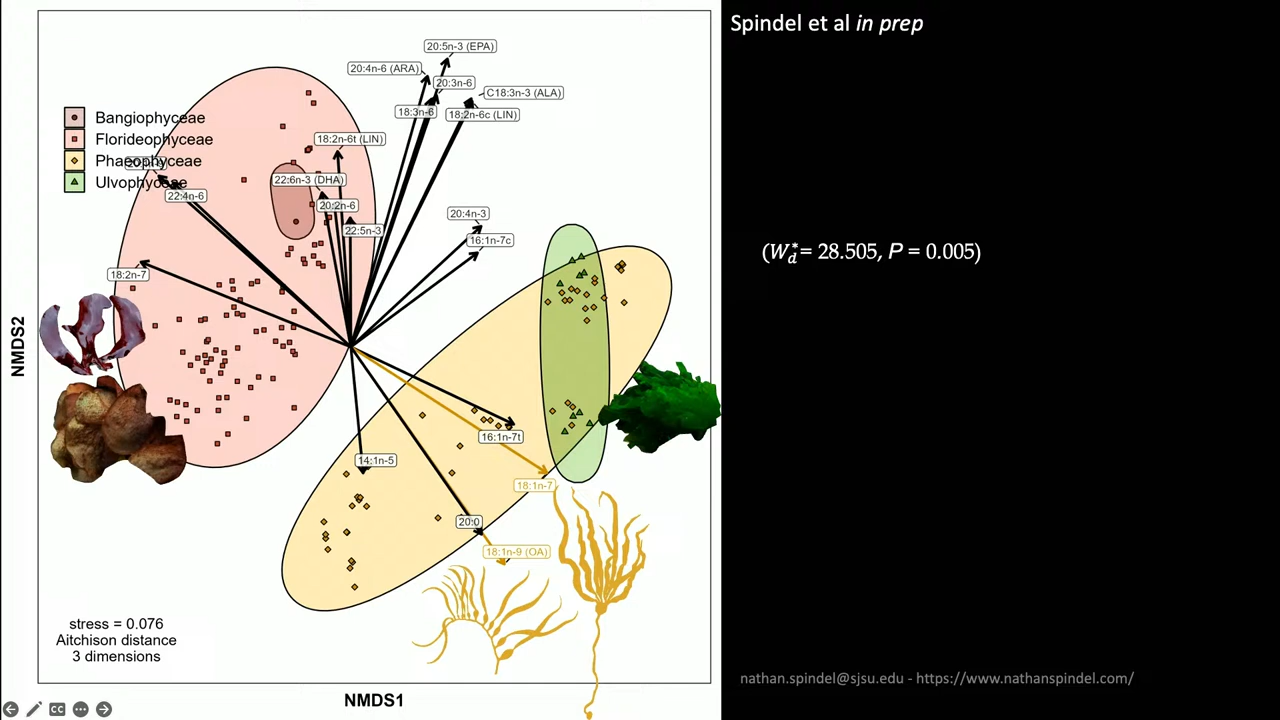 Spindel et al in prep
20:5n-3 (EPA)
20:4n-6 (ARA)
20:3n-6
C18:3n-3 (ALA)
18:3n-6
18:2n-6c (LIN)
Bangiophyceae
Florideophyceae
Phaeophyceae
Ulvophyceae
18:2n-6t (LIN)
22:6n-3 (DHA)
22:4n-6
20:2n-6
20:4n-3
22:5n-3
16:1n-7c
18:2n-7
(W*d = 28.505, P = 0.005)
NMDS2
16:1n-7t
14:1n-5
18:1n-7
20:0
18:1n-9 (OA)
stress = 0.076
Aitchison distance
3 dimensions
NMDS1
nathan.spindel@sjsu.edu - https://www.nathanspindel.com/
CC